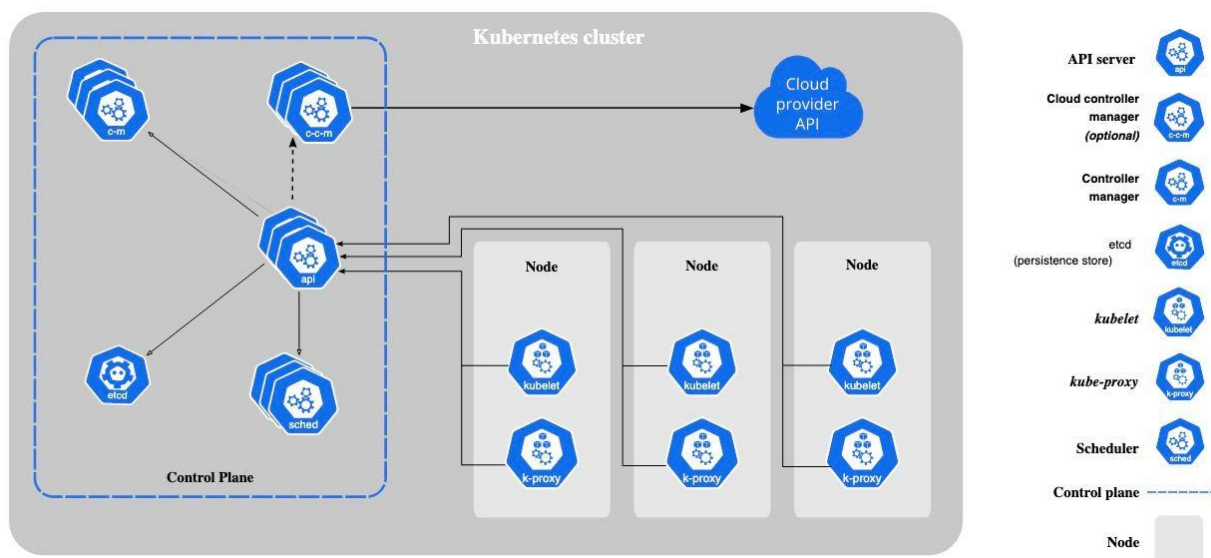 Kubernetes cluster
c-m
c-c-m
Cloud
provider
API
api
etcd
sched
Control Plane
Node
kubelet
k-proxy
Node
kubelet
k-proxy
Node
kubelet
k-proxy
API server
api
Cloud controller
manager
(optional)
c-c-m
Controller
manager
c-m
etcd
(persistence store)
etcd
kubelet
kubelet
kube-proxy
k-proxy
Scheduler
sched
Control plane
Node